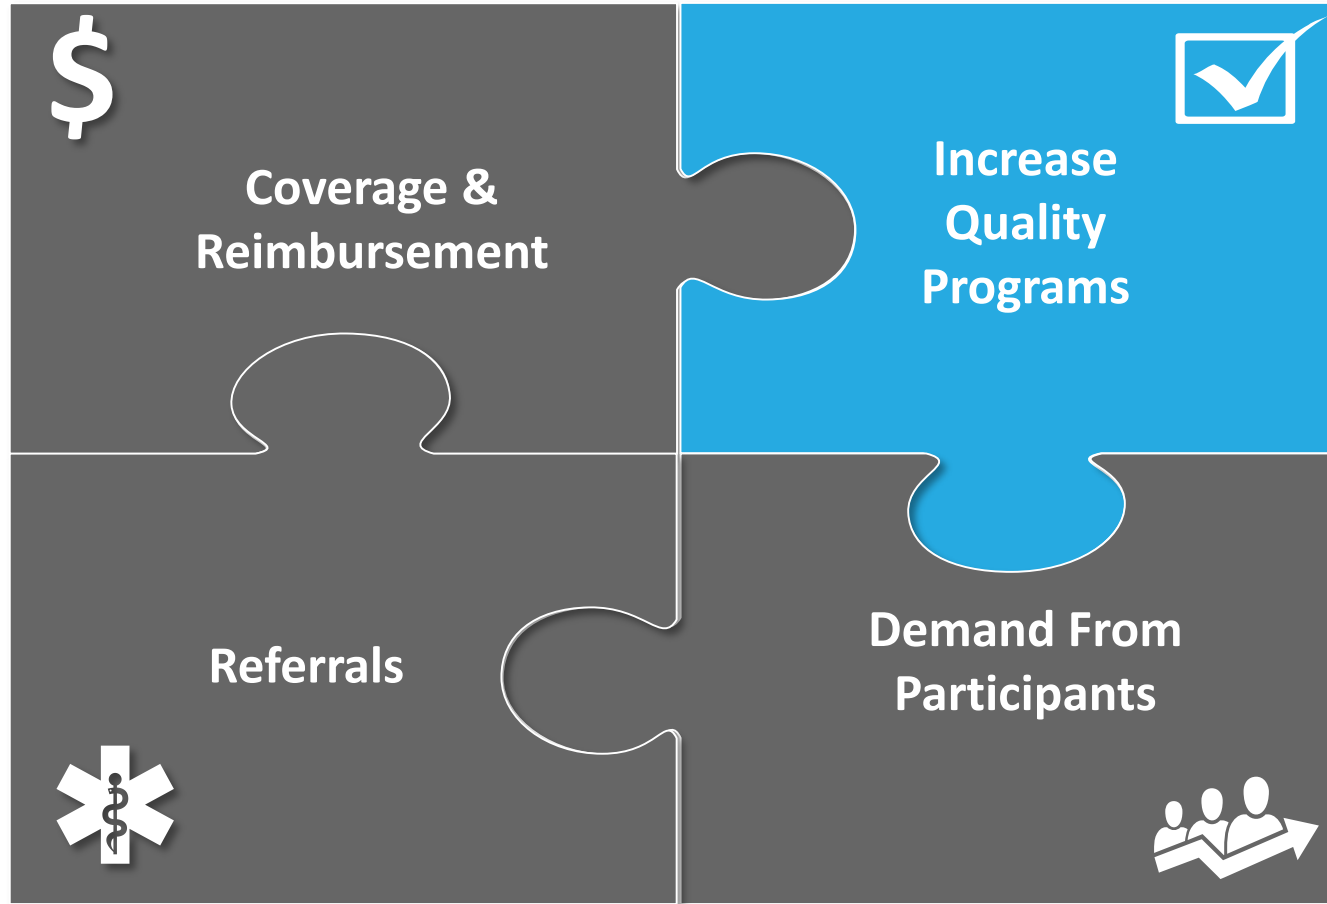 $
Coverage &
Reimbursement
Increase
Quality
Programs
Referrals
Demand From
Participants